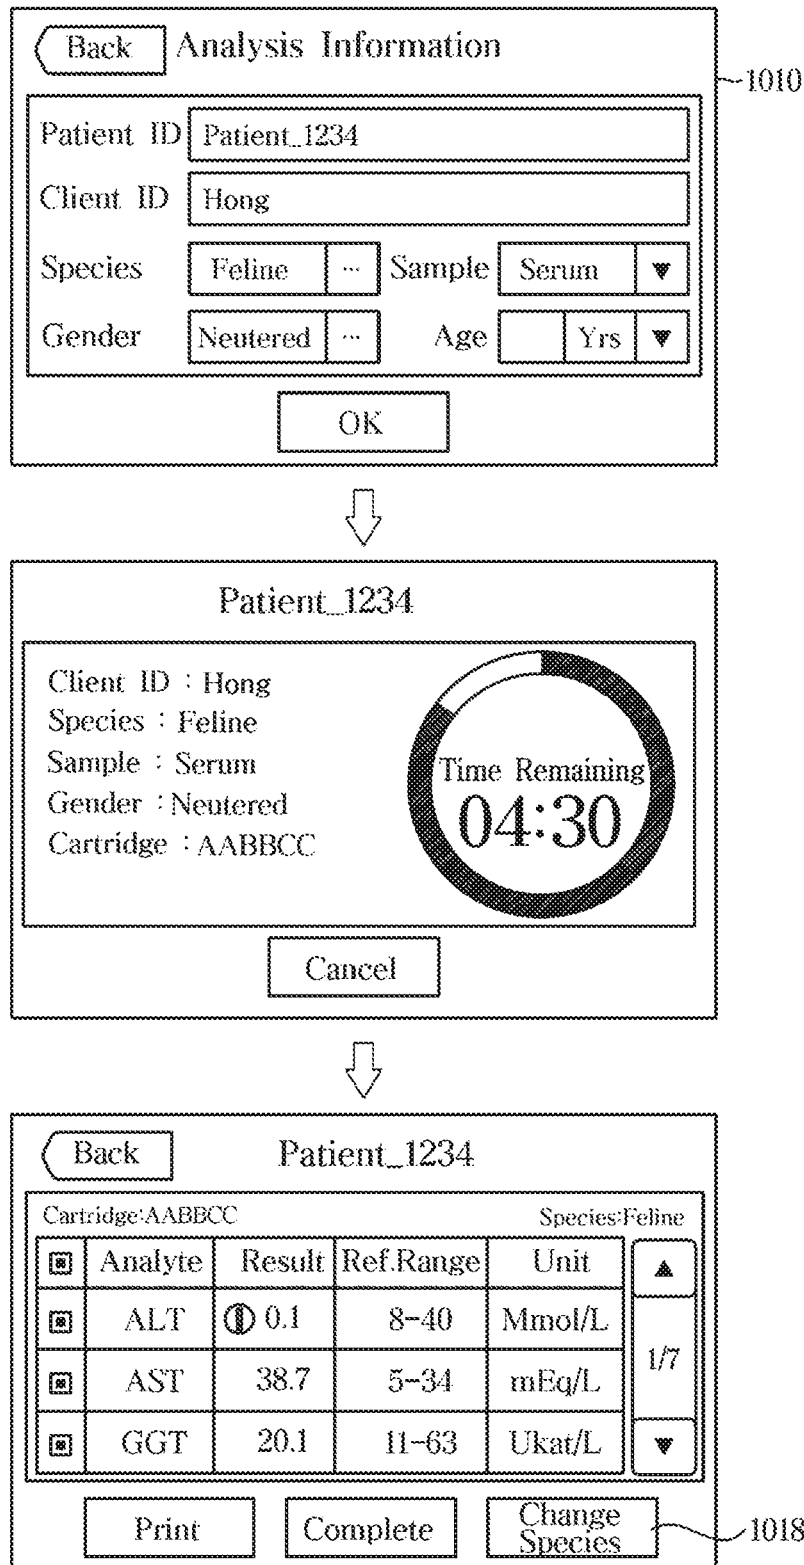 Back Analysis Information
1010
Patient ID Patient_1234
Client ID Hong
Species Feline ... Sample Serum ▼
Gender Neutered ... Age Yrs ▼
OK
Patient_1234
Client ID : Hong
Species : Feline
Sample : Serum
Gender : Neutered
Cartridge : AABBCC
Time Remaining
04:30
Cancel
Back Patient_1234
Cartridge:AABBCC Species:Feline
Analyte Result Ref.Range Unit ▲
ALT 0.1 8-40 Mmol/L
1/7
AST 38.7 5-34 mEq/L
GGT 20.1 11-63 Ukat/L ▼
Print Complete Change Species 1018